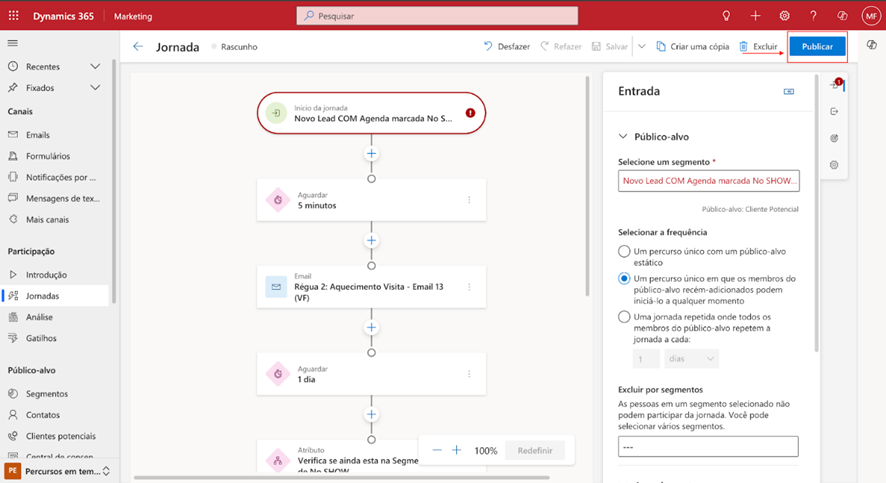 Dynamics 365
Marketing
Pesquisar
MF
Jornada
Rascunho
Desfazer
Refazer
Salvar
Criar uma cópia
Excluir
Publicar
Recentes
Fixados
Canais
Emails
Formulários
Notificações por ...
Mensagens de tex...
Mais canais
Participação
Introdução
Jornadas
Análise
Gatilhos
Público-alvo
Segmentos
Contatos
Clientes potenciais
Central de consen...
PE
Percursos em tem...
Início da jornada
Novo Lead COM Agenda marcada No S...
Aguardar
5 minutos
Email
Régua 2: Aquecimento Visita - Email 13
(VF)
Aguardar
1 dia
Atributo
Verifica se ainda esta na Segme
de No SHOW
100%
Redefinir
Entrada
Público-alvo
Selecione um segmento *
Novo Lead COM Agenda marcada No SHOW...
Público-alvo: Cliente Potencial
Selecionar a frequência
Um percurso único com um público-alvo
estático
Um percurso único em que os membros do
público-alvo recém-adicionados podem
iniciá-lo a qualquer momento
Uma jornada repetida onde todos os
membros do público-alvo repetem a
jornada a cada:
1
dias
Excluir por segmentos
As pessoas em um segmento selecionado não
podem participar da jornada. Você pode
selecionar vários segmentos.
---
1